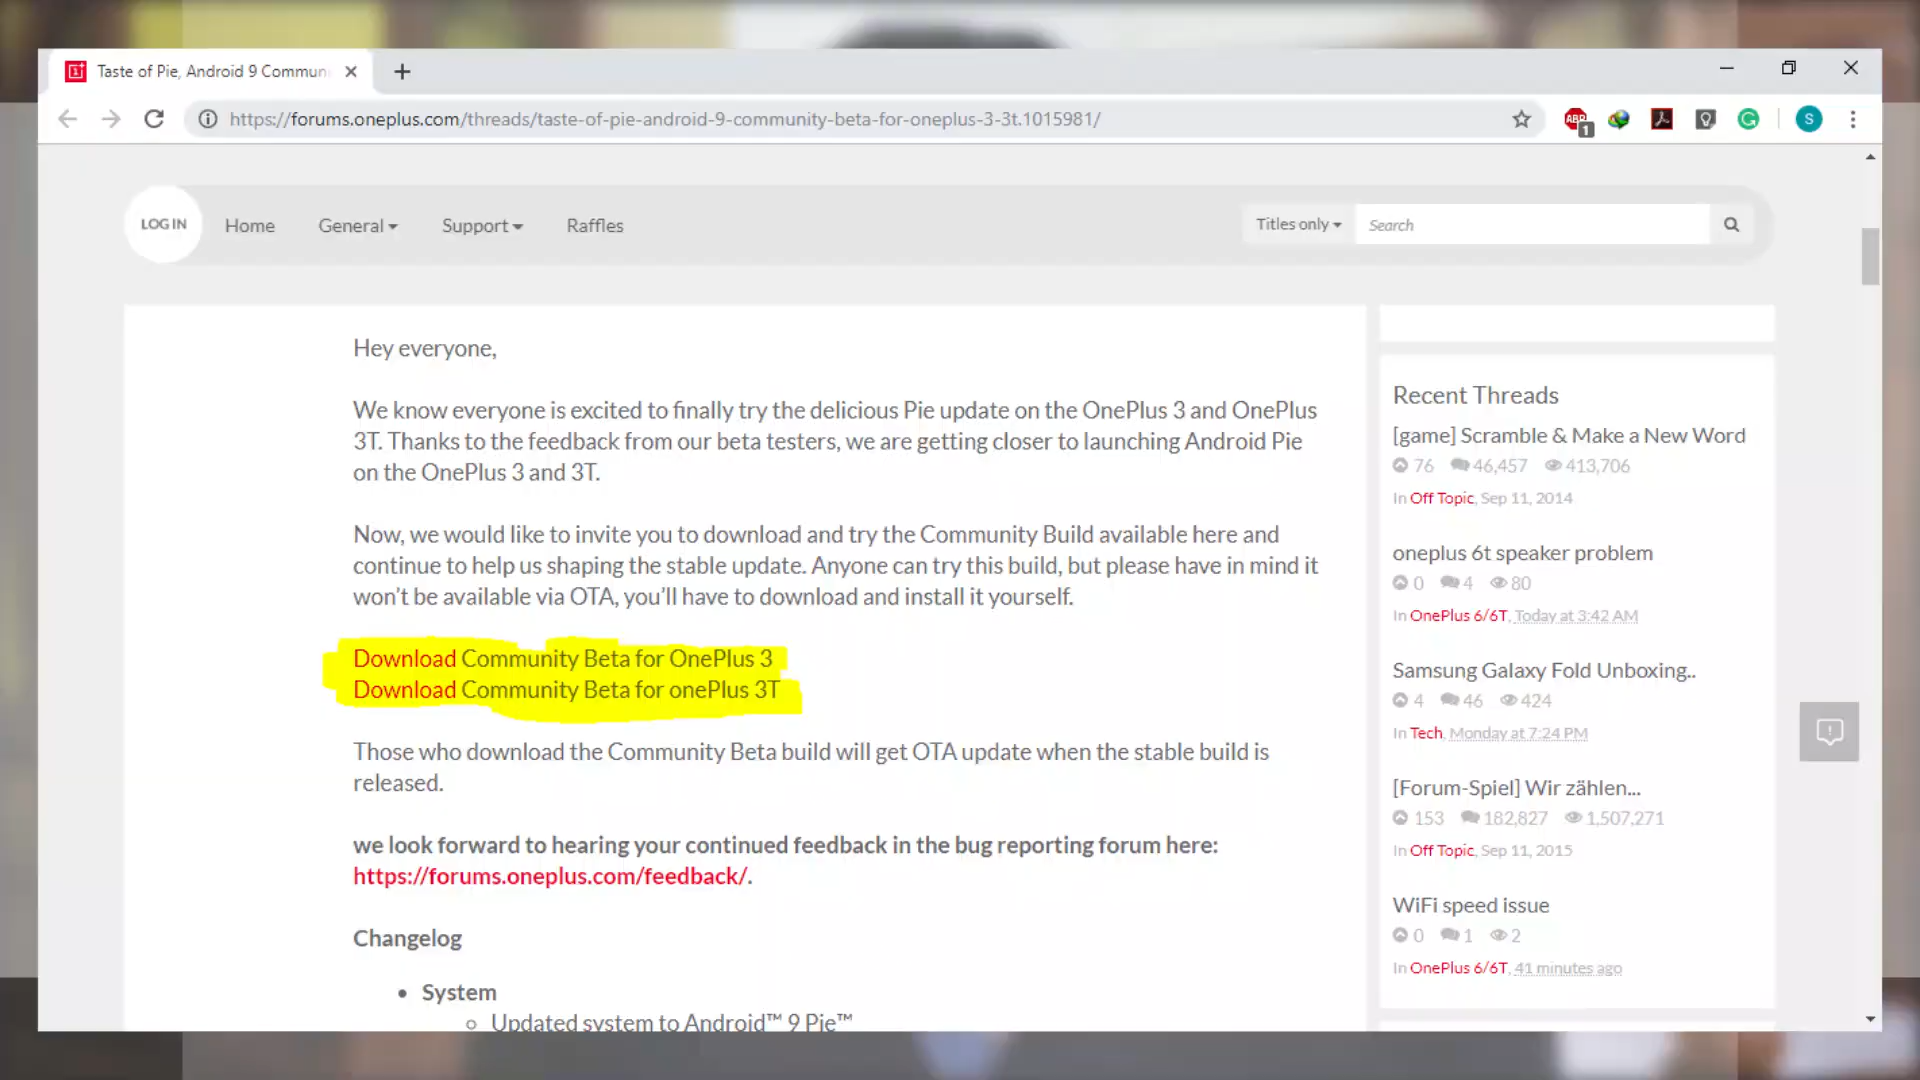 Taste of Pie, Android 9 Commun
https://forums.oneplus.com/threads/taste-of-pie-android-9-community-beta-for-oneplus-3-3t.1015981/
ABP
1
S
LOG IN
Home
General
Support
Raffles
Titles only
Search
Hey everyone,
We know everyone is excited to finally try the delicious Pie update on the OnePlus 3 and OnePlus
3T. Thanks to the feedback from our beta testers, we are getting closer to launching Android Pie
on the OnePlus 3 and 3T.
Now, we would like to invite you to download and try the Community Build available here and
continue to help us shaping the stable update. Anyone can try this build, but please have in mind it
won't be available via OTA, you'll have to download and install it yourself.
Download Community Beta for OnePlus 3
Download Community Beta for onePlus 3T
Those who download the Community Beta build will get OTA update when the stable build is
released.
we look forward to hearing your continued feedback in the bug reporting forum here:
https://forums.oneplus.com/feedback/.
Changelog
System
Updated system to Android™ 9 Pie™
Recent Threads
[game] Scramble & Make a New Word
76 46,457 413,706
In Off Topic, Sep 11, 2014
oneplus 6t speaker problem
0 4 80
In OnePlus 6/6T, Today at 3:42 AM
Samsung Galaxy Fold Unboxing..
4 46 424
In Tech, Monday at 7:24 PM
[Forum-Spiel] Wir zählen...
153 182,827 1,507,271
In Off Topic, Sep 11, 2015
WiFi speed issue
0 1 2
In OnePlus 6/6T, 41 minutes ago